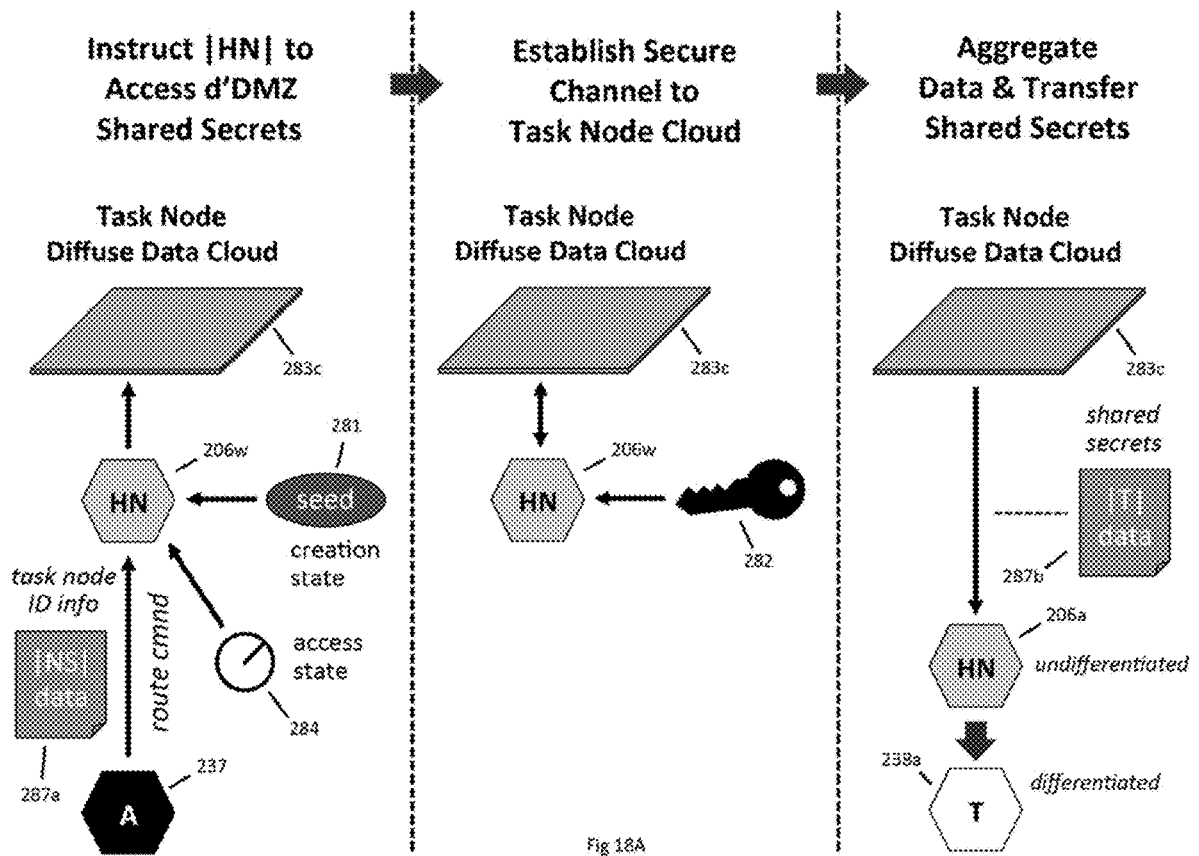 Instruct |HN| to
Access d'DMZ
Shared Secrets
Task Node
Diffuse Data Cloud
283c
206w
281
HN
seed
creation
state
task node
ID info
route cmnd
access
state
|NS|
data
284
287a
237
A
Establish Secure
Channel to
Task Node Cloud
Task Node
Diffuse Data Cloud
283c
206w
HN
282
Aggregate
Data & Transfer
Shared Secrets
Task Node
Diffuse Data Cloud
283c
shared
secrets
|T|
data
287b
206a
HN
undifferentiated
238a
differentiated
T
Fig 18A